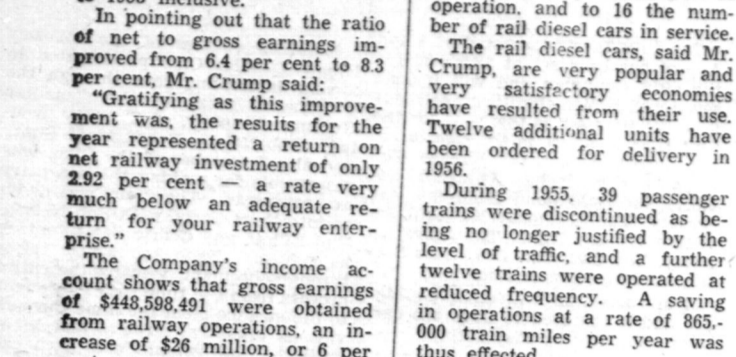 inclusive.
In pointing out that the ratio
of net to gross earnings im-
proved from 6.4 per cent to 8.3
per cent, Mr. Crump said:
"Gratifying as this improve-
ment was, the results for the
year represented a return on
net railway investment of only
2.92 per cent — a rate very
much below an adequate re-
turn for your railway enter-
prise."
The Company's income ac-
count shows that gross earnings
of $448,598,491 were obtained
from railway operations, an in-
crease of $26 million, or 6 per
operation, and to 16 the num-
ber of rail diesel cars in service.
The rail diesel cars, said Mr.
Crump, are very popular and
very satisfactory economies
have resulted from their use.
Twelve additional units have
been ordered for delivery in
1956.
During 1955, 39 passenger
trains were discontinued as be-
ing no longer justified by the
level of traffic, and a further
twelve trains were operated at
reduced frequency. A saving
in operations at a rate of 865,-
000 train miles per year was
thus effected